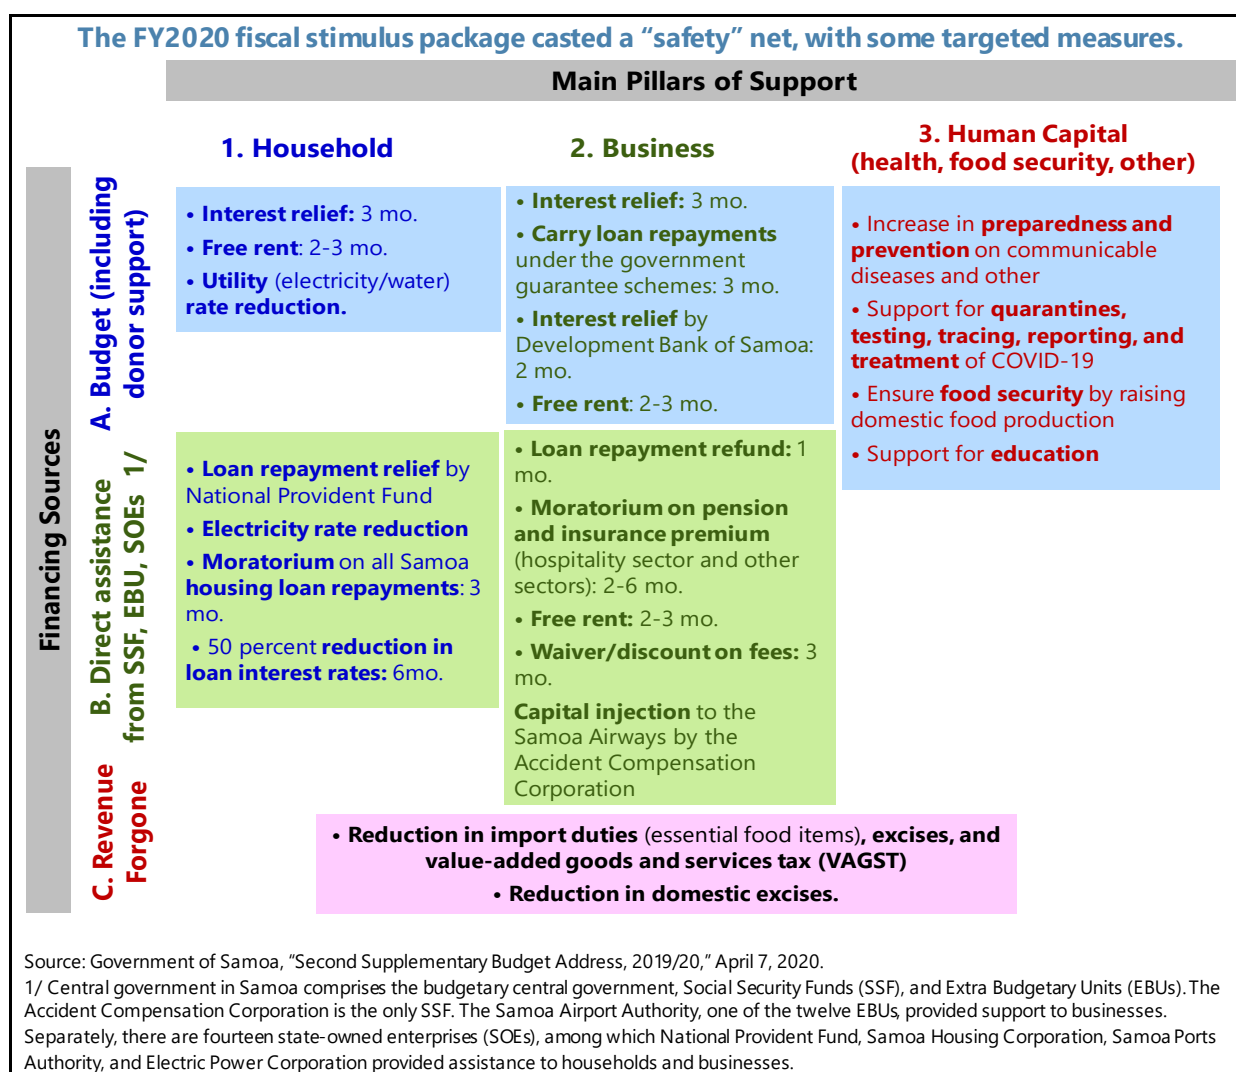 The FY2020 fiscal stimulus package casted a “safety” net, with some targeted measures.
Main Pillars of Support
1. Household
2. Business
3. Human Capital
(health, food security, other)
Financing Sources
A. Budget (including
donor support)
• Interest relief: 3 mo.
• Free rent: 2-3 mo.
• Utility (electricity/water)
rate reduction.
• Interest relief: 3 mo.
• Carry loan repayments
under the government
guarantee schemes: 3 mo.
• Interest relief by
Development Bank of Samoa:
2 mo.
• Free rent: 2-3 mo.
• Increase in preparedness and
prevention on communicable
diseases and other
• Support for quarantines,
testing, tracing, reporting, and
treatment of COVID-19
• Ensure food security by raising
domestic food production
• Support for education
B. Direct assistance
from SSF, EBU, SOEs 1/
• Loan repayment relief by
National Provident Fund
• Electricity rate reduction
• Moratorium on all Samoa
housing loan repayments: 3
mo.
• 50 percent reduction in
loan interest rates: 6mo.
• Loan repayment refund: 1
mo.
• Moratorium on pension
and insurance premium
(hospitality sector and other
sectors): 2-6 mo.
• Free rent: 2-3 mo.
• Waiver/discount on fees: 3
mo.
Capital injection to the
Samoa Airways by the
Accident Compensation
Corporation
C. Revenue
Forgone
• Reduction in import duties (essential food items), excises, and
value-added goods and services tax (VAGST)
• Reduction in domestic excises.
Source: Government of Samoa, “Second Supplementary Budget Address, 2019/20,” April 7, 2020.
1/ Central government in Samoa comprises the budgetary central government, Social Security Funds (SSF), and Extra Budgetary Units (EBUs). The
Accident Compensation Corporation is the only SSF. The Samoa Airport Authority, one of the twelve EBUs, provided support to businesses.
Separately, there are fourteen state-owned enterprises (SOEs), among which National Provident Fund, Samoa Housing Corporation, Samoa Ports
Authority, and Electric Power Corporation provided assistance to households and businesses.